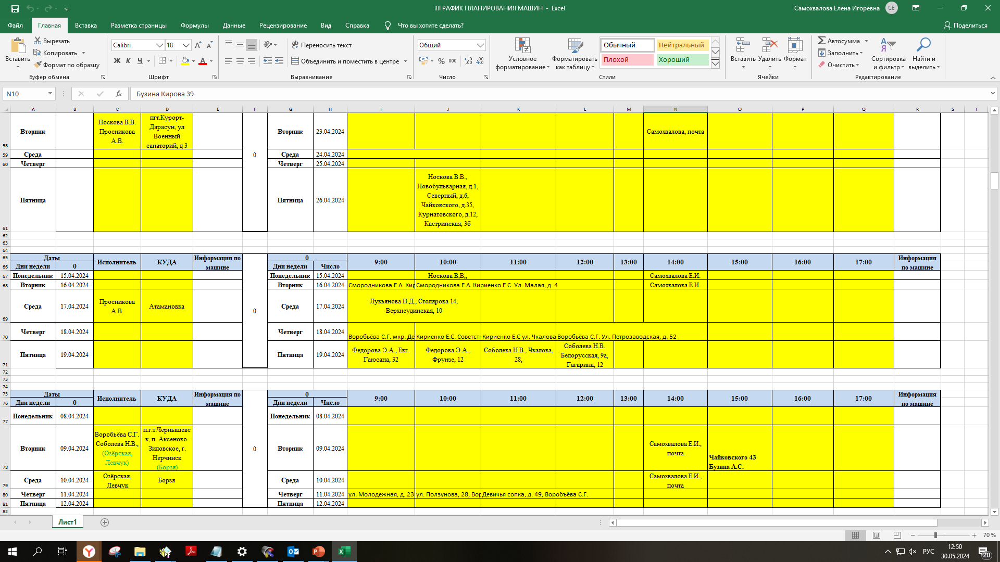 !!!ГРАФИК ПЛАНИРОВАНИЯ МАШИН - Excel
Самохвалова Елена Игоревна
СЕ
Файл
Главная
Вставка
Разметка страницы
Формулы
Данные
Рецензирование
Вид
Справка
Что вы хотите сделать?
Поделиться
Вставить
Вырезать
Копировать
Формат по образцу
Буфер обмена
Calibri
18
Ж К Ч
Шрифт
Переносить текст
Объединить и поместить в центре
Выравнивание
Общий
% 000
Число
Условное форматирование
Форматировать как таблицу
Обычный
Нейтральный
Плохой
Хороший
Стили
Вставить
Удалить
Формат
Ячейки
Автосумма
Заполнить
Очистить
Сортировка и фильтр
Найти и выделить
Редактирование
N10
fx
Бузина Кирова 39
A B C D E F G H I J K L M N O P Q R S T
58
Вторник
Носкова В.В.
Просникова
А.В.
пгт.Курорт-
Дарасун, ул
Военный
санаторий, д 3
Вторник
23.04.2024
Самохвалова, почта
59
Среда
0
Среда
24.04.2024
60
Четверг
Четверг
25.04.2024
61
Пятница
Пятница
26.04.2024
Носкова В.В.,
Новобульварная, д.1,
Северный, д.6,
Чайковского, д.35,
Курнатовского, д.12,
Кастринская, 3б
62
63
64
65
Даты
Исполнитель
КУДА
Информация по
машине
0
9:00
10:00
11:00
12:00
13:00
14:00
15:00
16:00
17:00
Информация
по машине
66
Дни недели
0
Дни недели
Число
67
Понедельник
15.04.2024
Понедельник
15.04.2024
Носкова В,В,,
Самохвалова Е.И.
68
Вторник
16.04.2024
Вторник
16.04.2024
Смородникова Е.А. Кир
Смородникова Е.А. Кириенко Е.С. Ул. Малая, д. 4
Самохвалова Е.И.
69
Среда
17.04.2024
Просникова
А.В.
Атамановка
0
Среда
17.04.2024
Лукьянова Н.Д., Столярова 14,
Верхнеудинская, 10
70
Четверг
18.04.2024
Четверг
18.04.2024
Воробьёва С.Г. мкр. Де
Кириенко Е.С. Советст
Кириенко Е.С ул. Чкалова
Воробьёва С.Г. Ул. Петрозаводская, д. 52
71
Пятница
19.04.2024
Пятница
19.04.2024
Федорова Э.А., Евг.
Гаюсана, 32
Федорова Э.А.,
Фрунзе, 12
Соболева Н.В., Чкалова,
28,
Соболева Н.В.
Белорусская, 9а,
Гагарина, 12
72
73
74
75
Даты
Исполнитель
КУДА
Информация по
машине
0
9:00
10:00
11:00
12:00
13:00
14:00
15:00
16:00
17:00
Информация
по машине
76
Дни недели
0
Дни недели
Число
77
Понедельник
08.04.2024
Понедельник
08.04.2024
78
Вторник
09.04.2024
Воробьёва С.Г.
Соболева Н.В.,
(Озёрская,
Левчук)
п.г.т.Чернышевс
к, п. Аксеново-
Зиловское, г.
Нерчинск
(Борзя)
0
Вторник
09.04.2024
Самохвалова Е.И.,
почта
Чайковского 43
Бузина А.С.
79
Среда
10.04.2024
Озёрская,
Левчук
Борзя
Среда
10.04.2024
Самохвалова Е.И.,
почта
80
Четверг
11.04.2024
Четверг
11.04.2024
ул. Молодежная, д. 23
ул. Ползунова, 28, Вор
Девичья сопка, д. 49, Воробъёва С.Г.
81
Пятница
12.04.2024
Пятница
12.04.2024
82
Лист1
70 %
РУС
12:50
30.05.2024
20